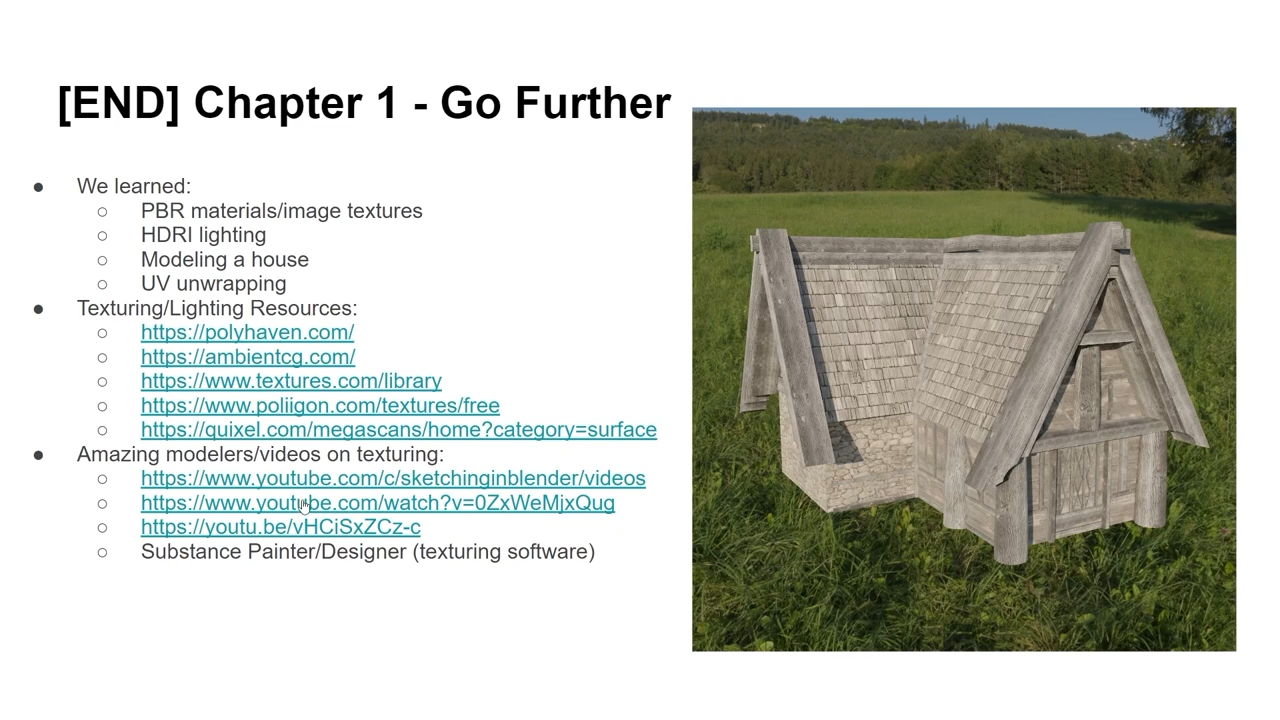 [END] Chapter 1 - Go Further
● We learned:
○ PBR materials/image textures
○ HDRI lighting
○ Modeling a house
○ UV unwrapping
● Texturing/Lighting Resources:
○ https://polyhaven.com/
○ https://ambientcg.com/
○ https://www.textures.com/library
○ https://www.poliigon.com/textures/free
○ https://quixel.com/megascans/home?category=surface
● Amazing modelers/videos on texturing:
○ https://www.youtube.com/c/sketchinginblender/videos
○ https://www.youtube.com/watch?v=0ZxWeMjxQug
○ https://youtu.be/vHCiSxZCz-c
○ Substance Painter/Designer (texturing software)